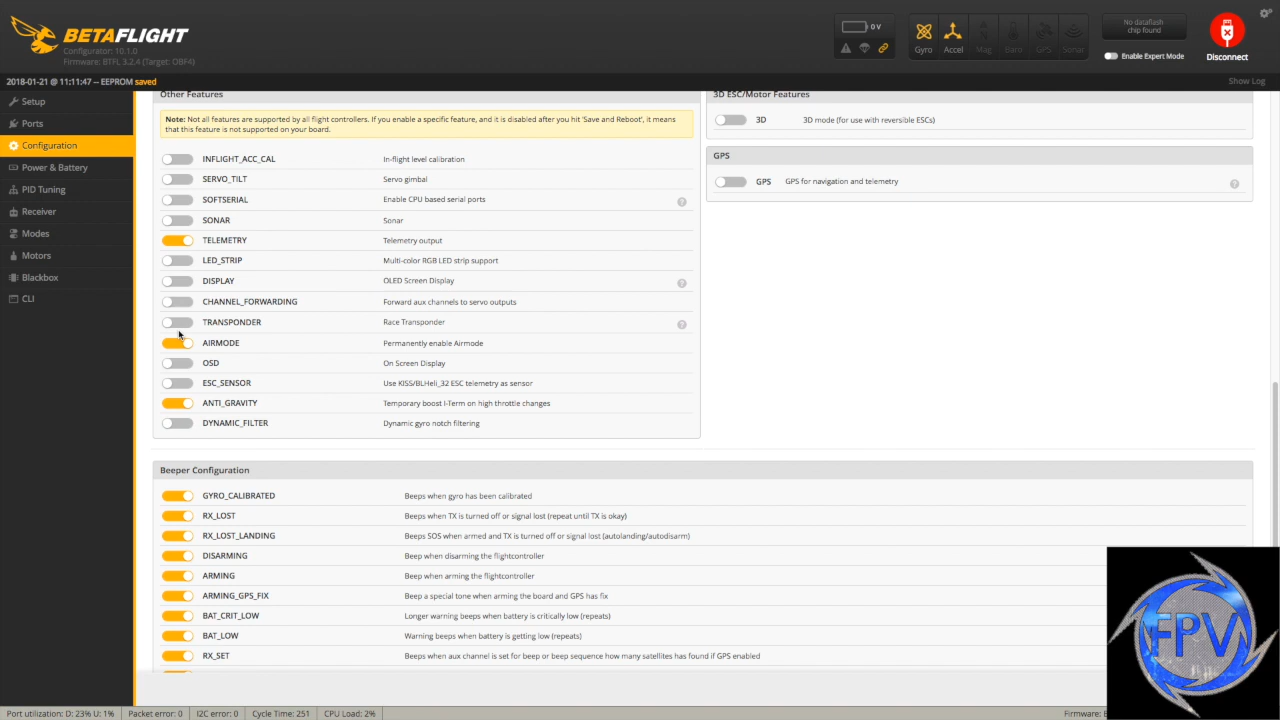 BETAFLIGHT
Configurator: 10.1.0
Firmware: BTFL 3.2.4 (Target: OBF4)
0 V
Gyro
Accel
Mag
Baro
GPS
Sonar
No dataflash
chip found
Enable Expert Mode
Disconnect
2018-01-21 @ 11:11:47 -- EEPROM saved
Show Log
Setup
Ports
Configuration
Power & Battery
PID Tuning
Receiver
Modes
Motors
Blackbox
CLI
Other Features
Note: Not all features are supported by all flight controllers. If you enable a specific feature, and it is disabled after you hit 'Save and Reboot', it means
that this feature is not supported on your board.
INFLIGHT_ACC_CAL In-flight level calibration
SERVO_TILT Servo gimbal
SOFTSERIAL Enable CPU based serial ports
SONAR Sonar
TELEMETRY Telemetry output
LED_STRIP Multi-color RGB LED strip support
DISPLAY OLED Screen Display
CHANNEL_FORWARDING Forward aux channels to servo outputs
TRANSPONDER Race Transponder
AIRMODE Permanently enable Airmode
OSD On Screen Display
ESC_SENSOR Use KISS/BLHeli_32 ESC telemetry as sensor
ANTI_GRAVITY Temporary boost I-Term on high throttle changes
DYNAMIC_FILTER Dynamic gyro notch filtering
3D ESC/Motor Features
3D 3D mode (for use with reversible ESCs)
GPS
GPS GPS for navigation and telemetry
Beeper Configuration
GYRO_CALIBRATED Beeps when gyro has been calibrated
RX_LOST Beeps when TX is turned off or signal lost (repeat until TX is okay)
RX_LOST_LANDING Beeps SOS when armed and TX is turned off or signal lost (autolanding/autodisarm)
DISARMING Beep when disarming the flightcontroller
ARMING Beep when arming the flightcontroller
ARMING_GPS_FIX Beep a special tone when arming the board and GPS has fix
BAT_CRIT_LOW Longer warning beeps when battery is critically low (repeats)
BAT_LOW Warning beeps when battery is getting low (repeats)
RX_SET Beeps when aux channel is set for beep or beep sequence how many satellites has found if GPS enabled
FPV
Port utilization: D: 23% U: 1% Packet error: 0 I2C error: 0 Cycle Time: 251 CPU Load: 2% Firmware: